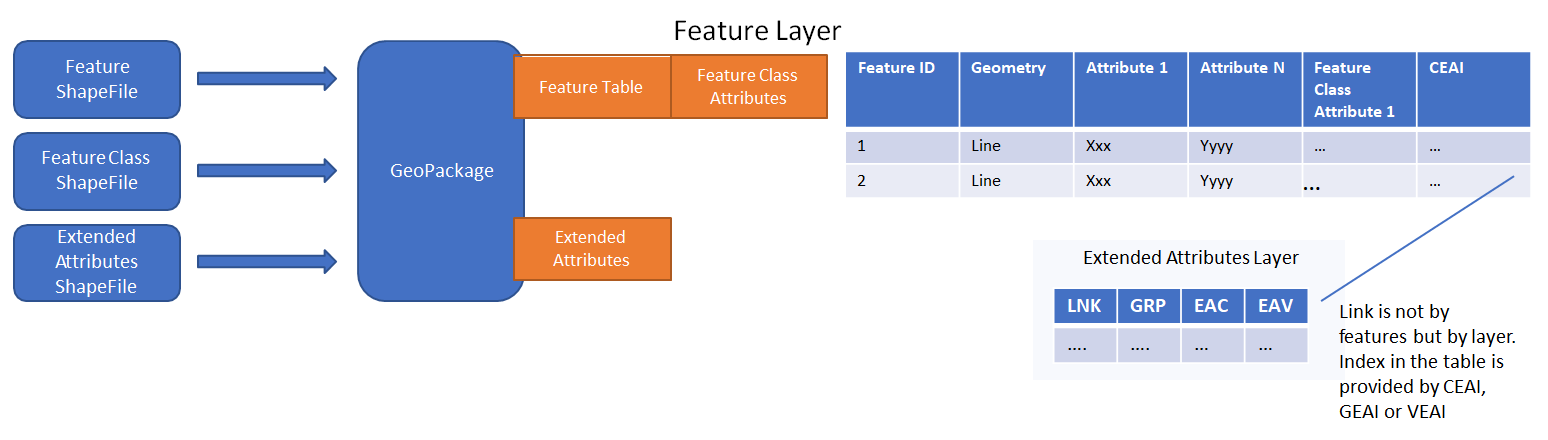 Feature Layer
Feature
ShapeFile
Feature Class
ShapeFile
Extended
Attributes
ShapeFile
GeoPackage
Feature Table
Feature Class
Attributes
Extended
Attributes
Feature ID Geometry Attribute 1 Attribute N Feature
Class
Attribute 1 CEAI
1 Line Xxx Yyyy ... ...
2 Line Xxx Yyyy ... ...
Extended Attributes Layer
LNK GRP EAC EAV
.... .... ... ...
Link is not by
features but by layer.
Index in the table is
provided by CEAI,
GEAI or VEAI